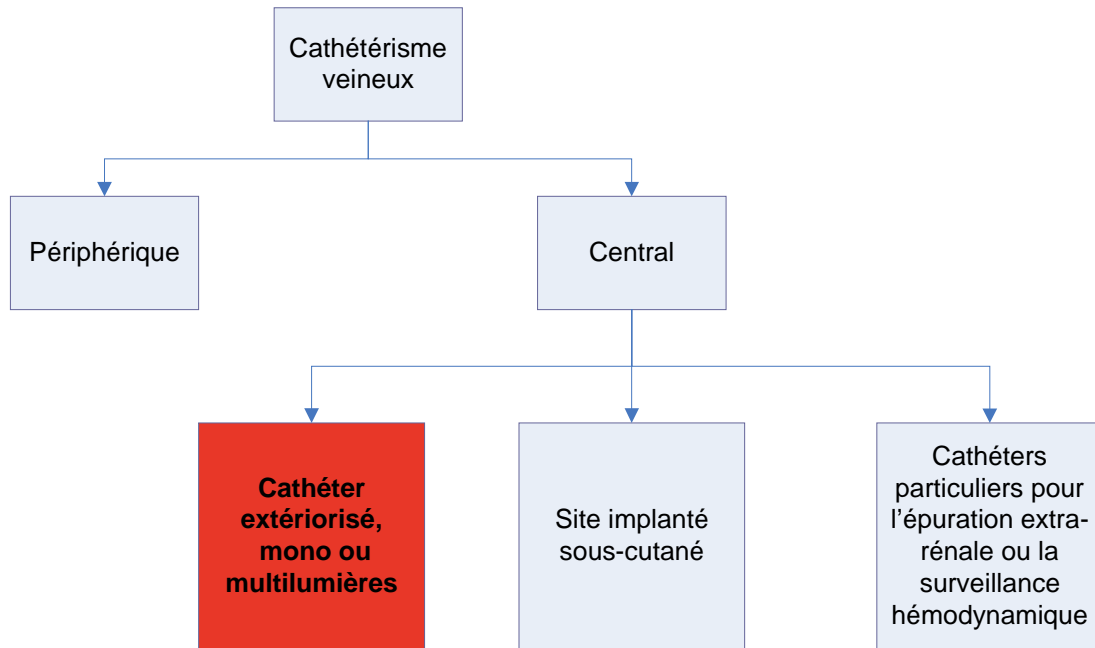 Cathétérisme
veineux
Périphérique
Central
Cathéter
extériorisé,
mono ou
multilumières
Site implanté
sous-cutané
Cathéters
particuliers pour
l’épuration extra-
rénale ou la
surveillance
hémodynamique